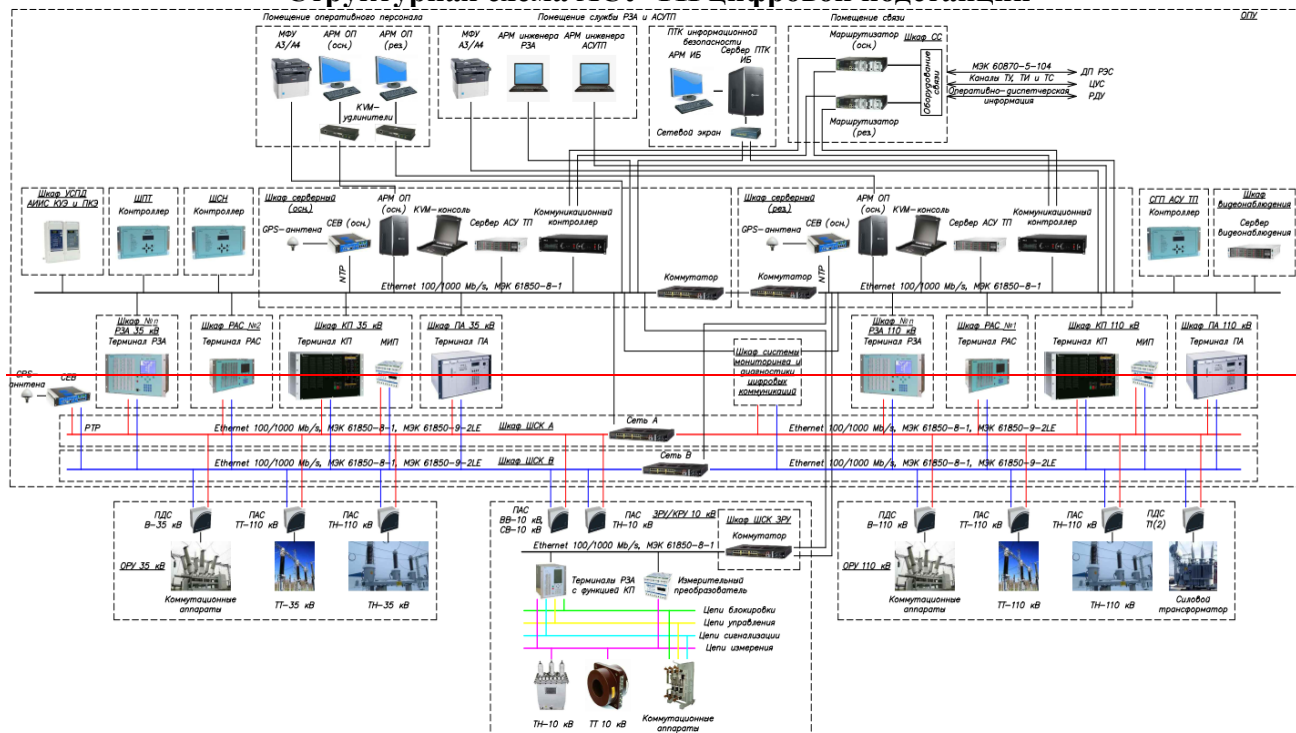 Помещение оперативного персонала
Помещение службы РЗА и АСУТП
Помещение связи
ОПУ
МФУ
А3/А4
АРМ ОП
(осн.)
АРМ ОП
(рез.)
KVM-
удлинители
МФУ
А3/А4
АРМ инженера
РЗА
АРМ инженера
АСУТП
ПТК информационной
безопасности
АРМ ИБ
Сервер ПТК
ИБ
Сетевой экран
Маршрутизатор
(осн.)
Шкаф СС
Оборудование
связи
Маршрутизатор
(рез.)
МЭК 60870-5-104
Каналы ТУ, ТИ и ТС
Оперативно-диспетчерская
информация
ДП РЭС
ЦУС
РДУ
Шкаф УСПД
АИИС КУЭ и ПКЭ
ШПТ
Контроллер
ШСН
Контроллер
Шкаф серверный
(осн.)
GPS-антена
СЕВ (осн.)
NTP
АРМ ОП
(осн.)
KVM-консоль
Сервер АСУ ТП
Коммуникационный
контроллер
Коммутатор
Ethernet 100/1000 Mb/s, МЭК 61850-8-1
Шкаф серверный
(рез.)
GPS-аннтена
СЕВ (осн.)
NTP
АРМ ОП
(осн.)
KVM-консоль
Сервер АСУ ТП
Коммуникационный
контроллер
Коммутатор
Ethernet 100/1000 Mb/s, МЭК 61850-8-1
СГП АСУ ТП
Контроллер
Шкаф
видеонаблюдения
Сервер
видеонаблюдения
Шкаф №п
РЗА 35 кВ
Терминал РЗА
Шкаф РАС №2
Терминал РАС
Шкаф КП 35 кВ
Терминал КП
МИП
Шкаф ПА 35 кВ
Терминал ПА
Шкаф системы
мониторинга и
диагностики
цифровых
коммуникаций
Шкаф №п
РЗА 110 кВ
Терминал РЗА
Шкаф РАС №1
Терминал РАС
Шкаф КП 110 кВ
Терминал КП
МИП
Шкаф ПА 110 кВ
Терминал ПА
аннтена
СЕВ
PTP
Ethernet 100/1000 Mb/s, МЭК 61850-8-1, МЭК 61850-9-2LE
Шкаф ШСК А
Сеть А
Ethernet 100/1000 Mb/s, МЭК 61850-8-1, МЭК 61850-9-2LE
Ethernet 100/1000 Mb/s, МЭК 61850-8-1, МЭК 61850-9-2LE
Шкаф ШСК В
Сеть В
Ethernet 100/1000 Mb/s, МЭК 61850-8-1, МЭК 61850-9-2LE
ПДС
В-35 кВ
ПАС
ТТ-110 кВ
ПАС
ТН-110 кВ
ОРУ 35 кВ
Коммутационные
аппараты
ТТ-35 кВ
ТН-35 кВ
ПАС
ВВ-10 кВ,
СВ-10 кВ
ПАС
ТН-10 кВ
ЗРУ/КРУ 10 кВ
Шкаф ШСК ЗРУ
Коммутатор
Ethernet 100/1000 Mb/s, МЭК 61850-8-1
Терминалы РЗА
с функцией КП
Измерительный
преобразователь
Цепи блокировки
Цепи управления
Цепи сигнализации
Цепи измерения
ТН-10 кВ
ТТ 10 кВ
Коммутационные
аппараты
ПДС
В-110 кВ
ПАС
ТТ-110 кВ
ПАС
ТН-110 кВ
ПДС
Т1(2)
ОРУ 110 кВ
Коммутационные
аппараты
ТТ-110 кВ
ТН-110 кВ
Силовой
трансформатор